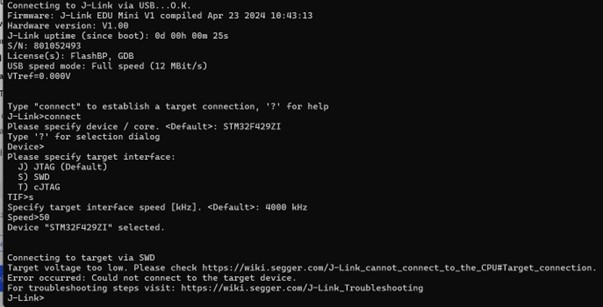 Connecting to J-Link via USB...O.K.
Firmware: J-Link EDU Mini V1 compiled Apr 23 2024 10:43:13
Hardware version: V1.00
J-Link uptime (since boot): 0d 00h 00m 25s
S/N: 801052493
License(s): FlashBP, GDB
USB speed mode: Full speed (12 MBit/s)
VTref=0.000V
Type "connect" to establish a target connection, '?' for help
J-Link>connect
Please specify device / core. <Default>: STM32F429ZI
Type '?' for selection dialog
Device>
Please specify target interface:
J) JTAG (Default)
S) SWD
T) cJTAG
TIF>s
Specify target interface speed [kHz]. <Default>: 4000 kHz
Speed>50
Device "STM32F429ZI" selected.
Connecting to target via SWD
Target voltage too low. Please check https://wiki.segger.com/J-Link_cannot_connect_to_the_CPU#Target_connection.
Error occurred: Could not connect to the target device.
For troubleshooting steps visit: https://wiki.segger.com/J-Link_Troubleshooting
J-Link>